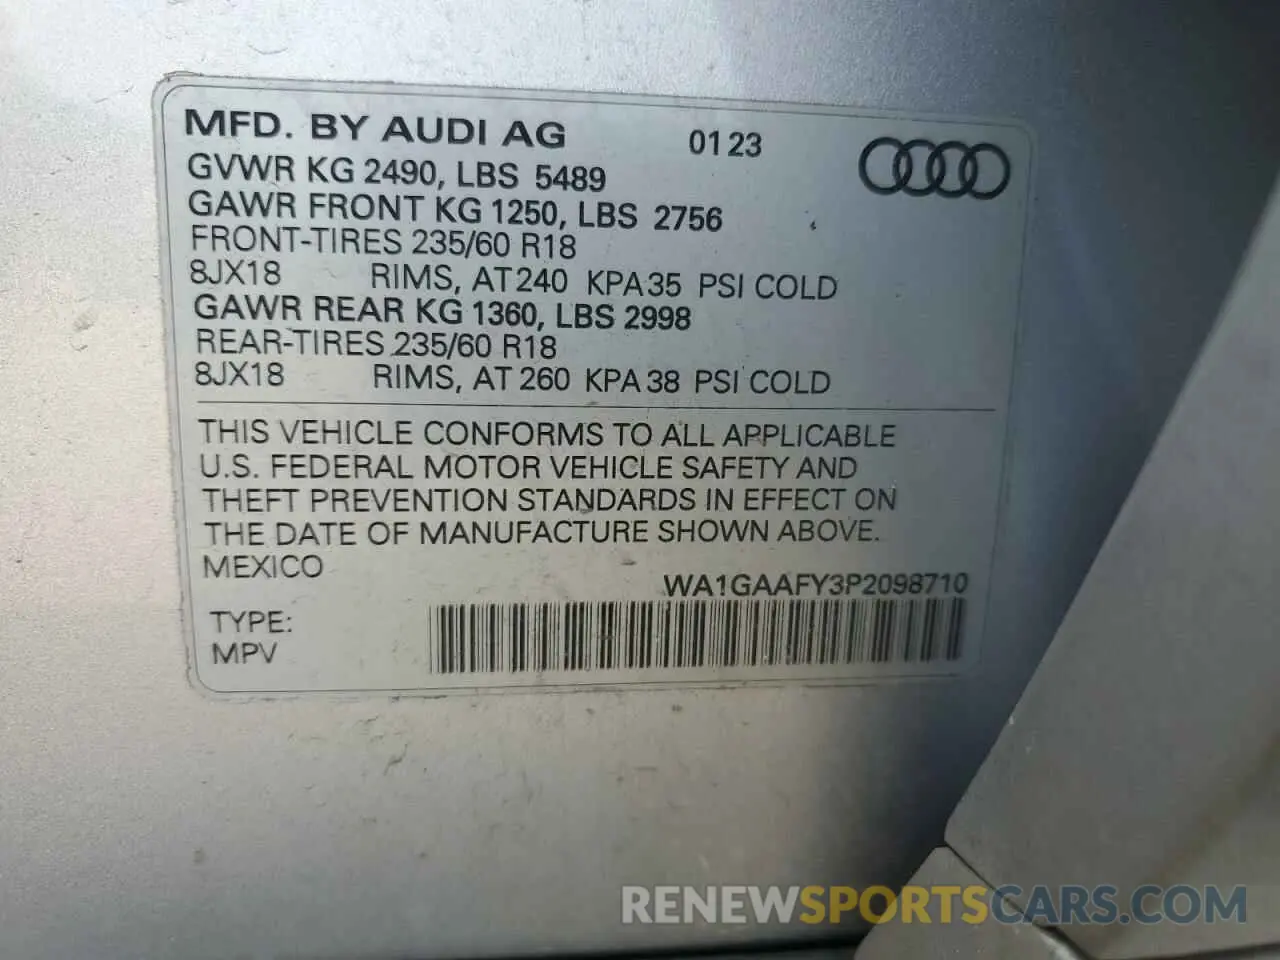 MFD. BY AUDI AG 01 23
GVWR KG 2490, LBS 5489
GAWR FRONT KG 1250, LBS 2756
FRONT-TIRES 235/60 R18
8JX18 RIMS, AT 240 KPA 35 PSI COLD
GAWR REAR KG 1360, LBS 2998
REAR-TIRES 235/60 R18
8JX18 RIMS, AT 260 KPA 38 PSI COLD
THIS VEHICLE CONFORMS TO ALL APPLICABLE
U.S. FEDERAL MOTOR VEHICLE SAFETY AND
THEFT PREVENTION STANDARDS IN EFFECT ON
THE DATE OF MANUFACTURE SHOWN ABOVE.
MEXICO
WA1GAAFY3P2098710
TYPE:
MPV
RENEWSPORTSCARS.COM